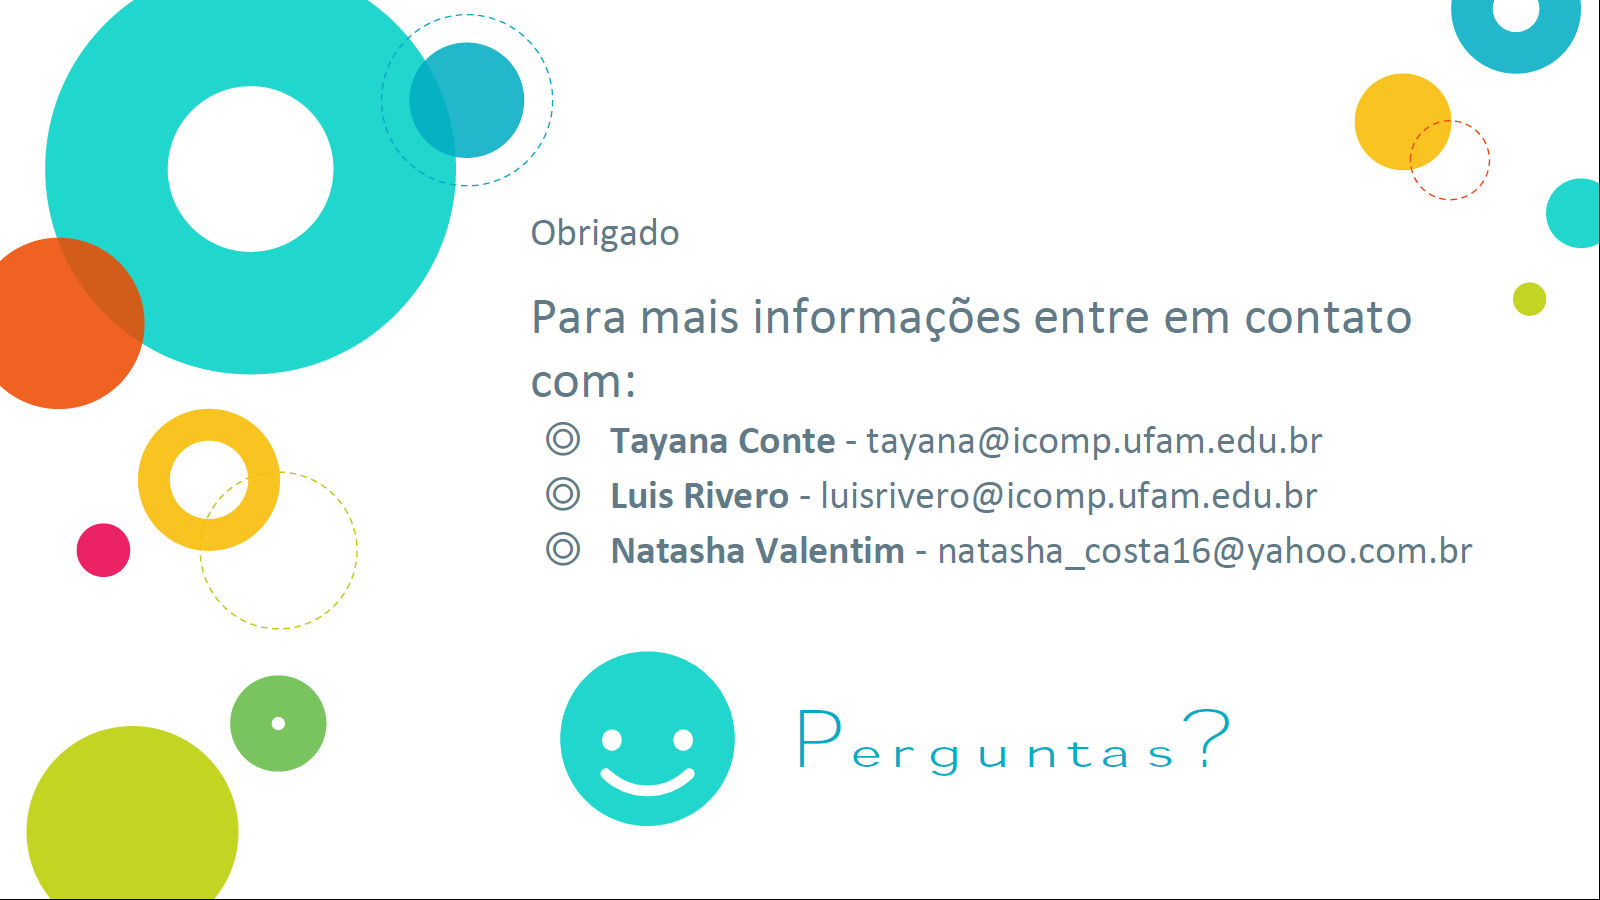 Obrigado
Para mais informações entre em contato
com:
Tayana Conte - tayana@icomp.ufam.edu.br
Luis Rivero - luisrivero@icomp.ufam.edu.br
Natasha Valentim - natasha_costa16@yahoo.com.br
Perguntas?